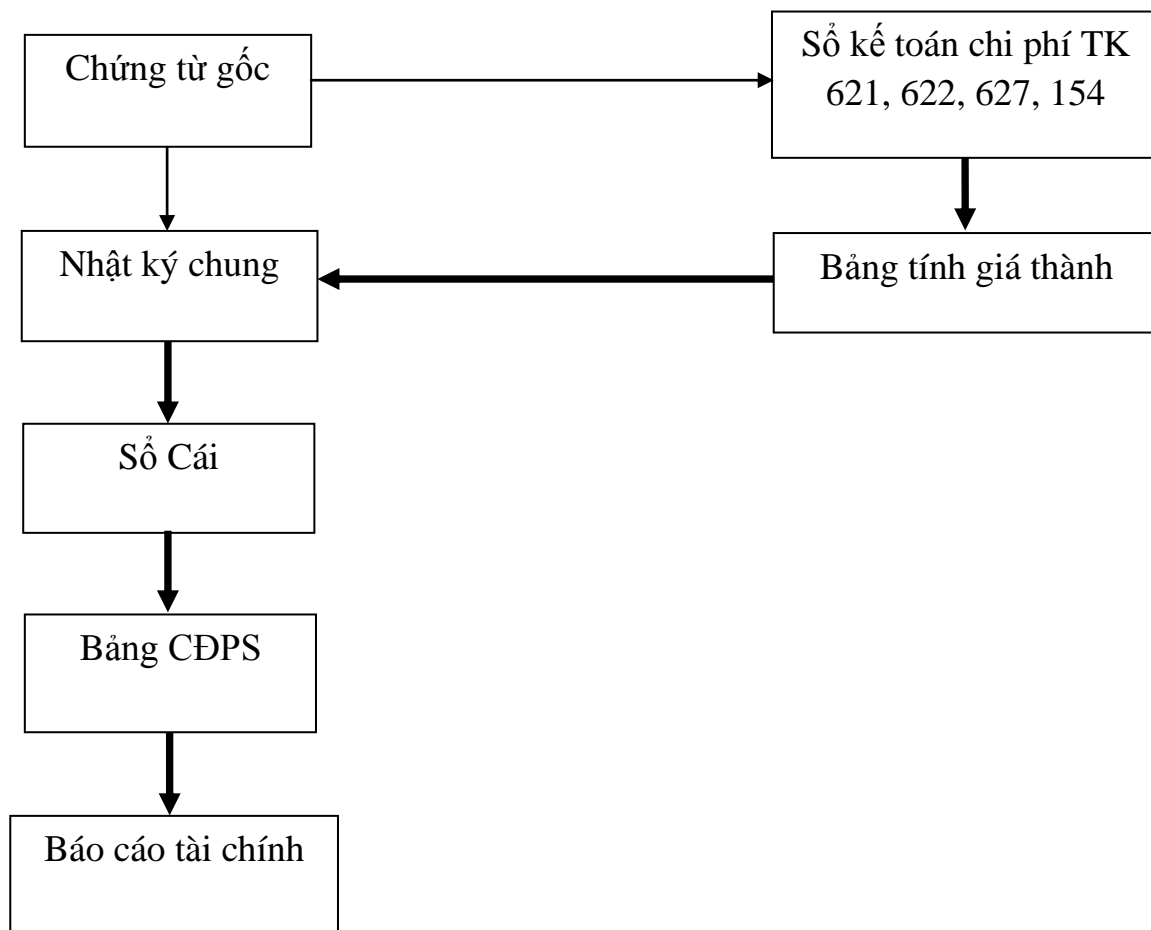 Chứng từ gốc
Sổ kế toán chi phí TK
621, 622, 627, 154
Nhật ký chung
Bảng tính giá thành
Sổ Cái
Bảng CĐPS
Báo cáo tài chính